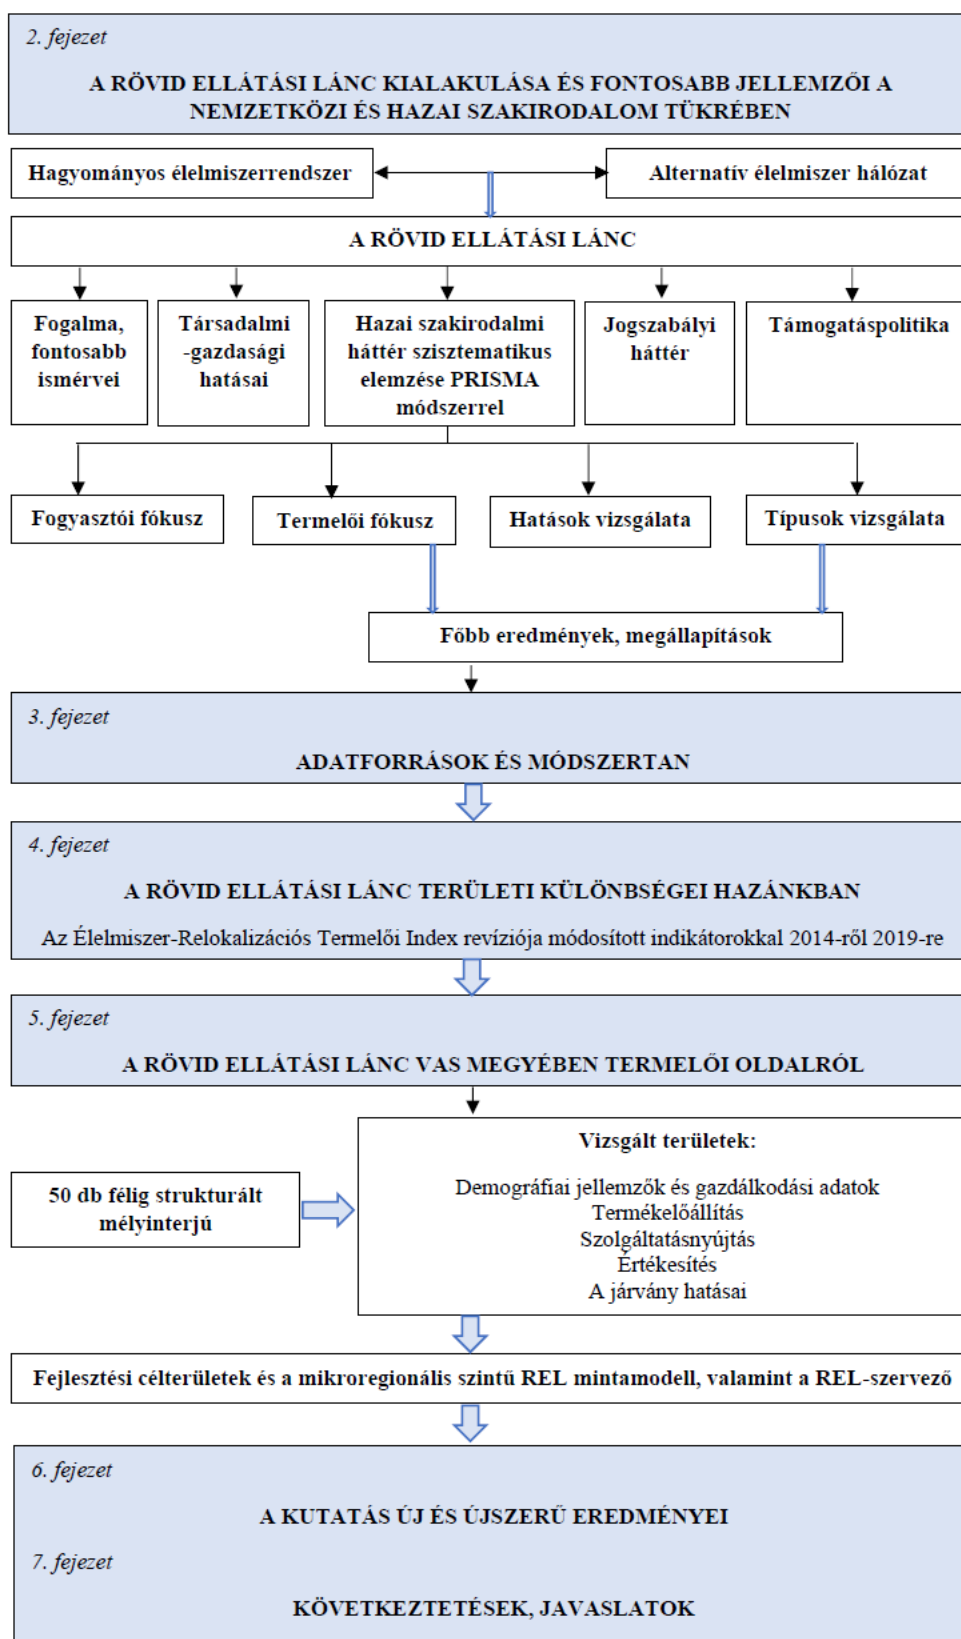 2. fejezet
A RÖVID ELLÁTÁSI LÁNC KIALAKULÁSA ÉS FONTOSABB JELLEMZŐI A
NEMZETKÖZI ÉS HAZAI SZAKIRODALOM TÜKRÉBEN
Hagyományos élelmiszerrendszer
Alternatív élelmiszer hálózat
A RÖVID ELLÁTÁSI LÁNC
Fogalma,
fontosabb
ismérvei
Társadalmi
-gazdasági
hatásai
Hazai szakirodalmi
háttér szisztematikus
elemzése PRISMA
módszerrel
Jogszabályi
háttér
Támogatáspolitika
Fogyasztói fókusz
Termelői fókusz
Hatások vizsgálata
Típusok vizsgálata
Főbb eredmények, megállapítások
3. fejezet
ADATFORRÁSOK ÉS MÓDSZERTAN
4. fejezet
A RÖVID ELLÁTÁSI LÁNC TERÜLETI KÜLÖNBSÉGEI HAZÁNKBAN
Az Élelmiszer-Relokalizációs Termelői Index revíziója módosított indikátorokkal 2014-ről 2019-re
5. fejezet
A RÖVID ELLÁTÁSI LÁNC VAS MEGYÉBEN TERMELŐI OLDALRÓL
50 db félig strukturált
mélyinterjú
Vizsgált területek:
Demográfiai jellemzők és gazdálkodási adatok
Termékelőállítás
Szolgáltatásnyújtás
Értékesítés
A járvány hatásai
Fejlesztési célterületek és a mikroregionális szintű REL mintamodell, valamint a REL-szervező
6. fejezet
A KUTATÁS ÚJ ÉS ÚJSZERŰ EREDMÉNYEI
7. fejezet
KÖVETKEZTETÉSEK, JAVASLATOK